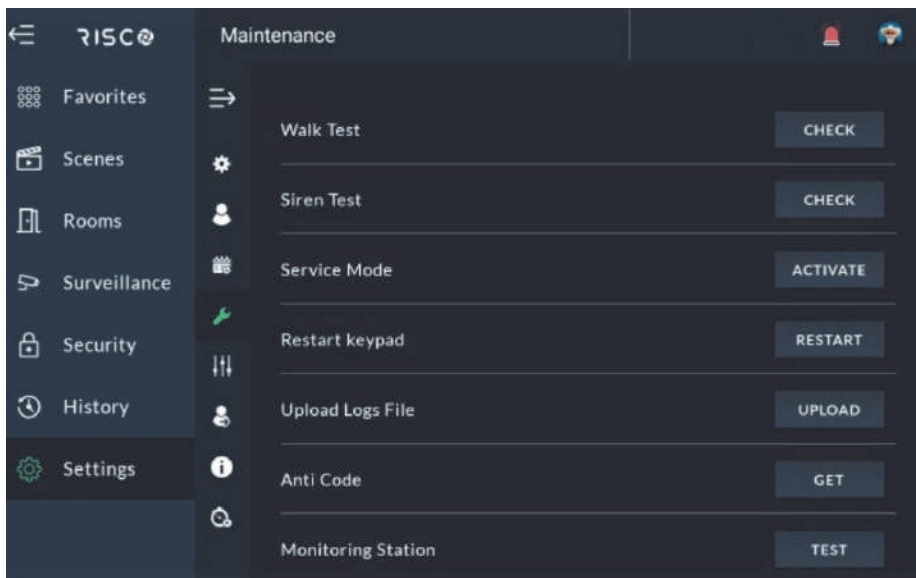 RISCO
Maintenance
Favorites
Scenes
Rooms
Surveillance
Security
History
Settings
Walk Test
CHECK
Siren Test
CHECK
Service Mode
ACTIVATE
Restart keypad
RESTART
Upload Logs File
UPLOAD
Anti Code
GET
Monitoring Station
TEST